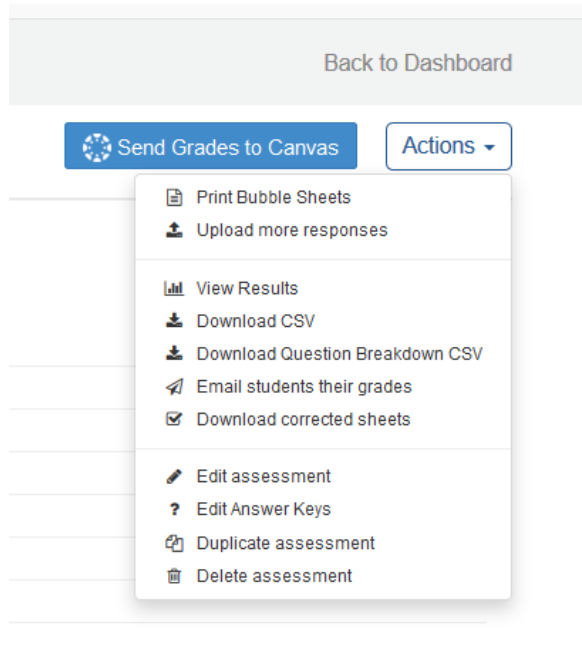 Back to Dashboard
Send Grades to Canvas
Actions
Print Bubble Sheets
Upload more responses
View Results
Download CSV
Download Question Breakdown CSV
Email students their grades
Download corrected sheets
Edit assessment
Edit Answer Keys
Duplicate assessment
Delete assessment